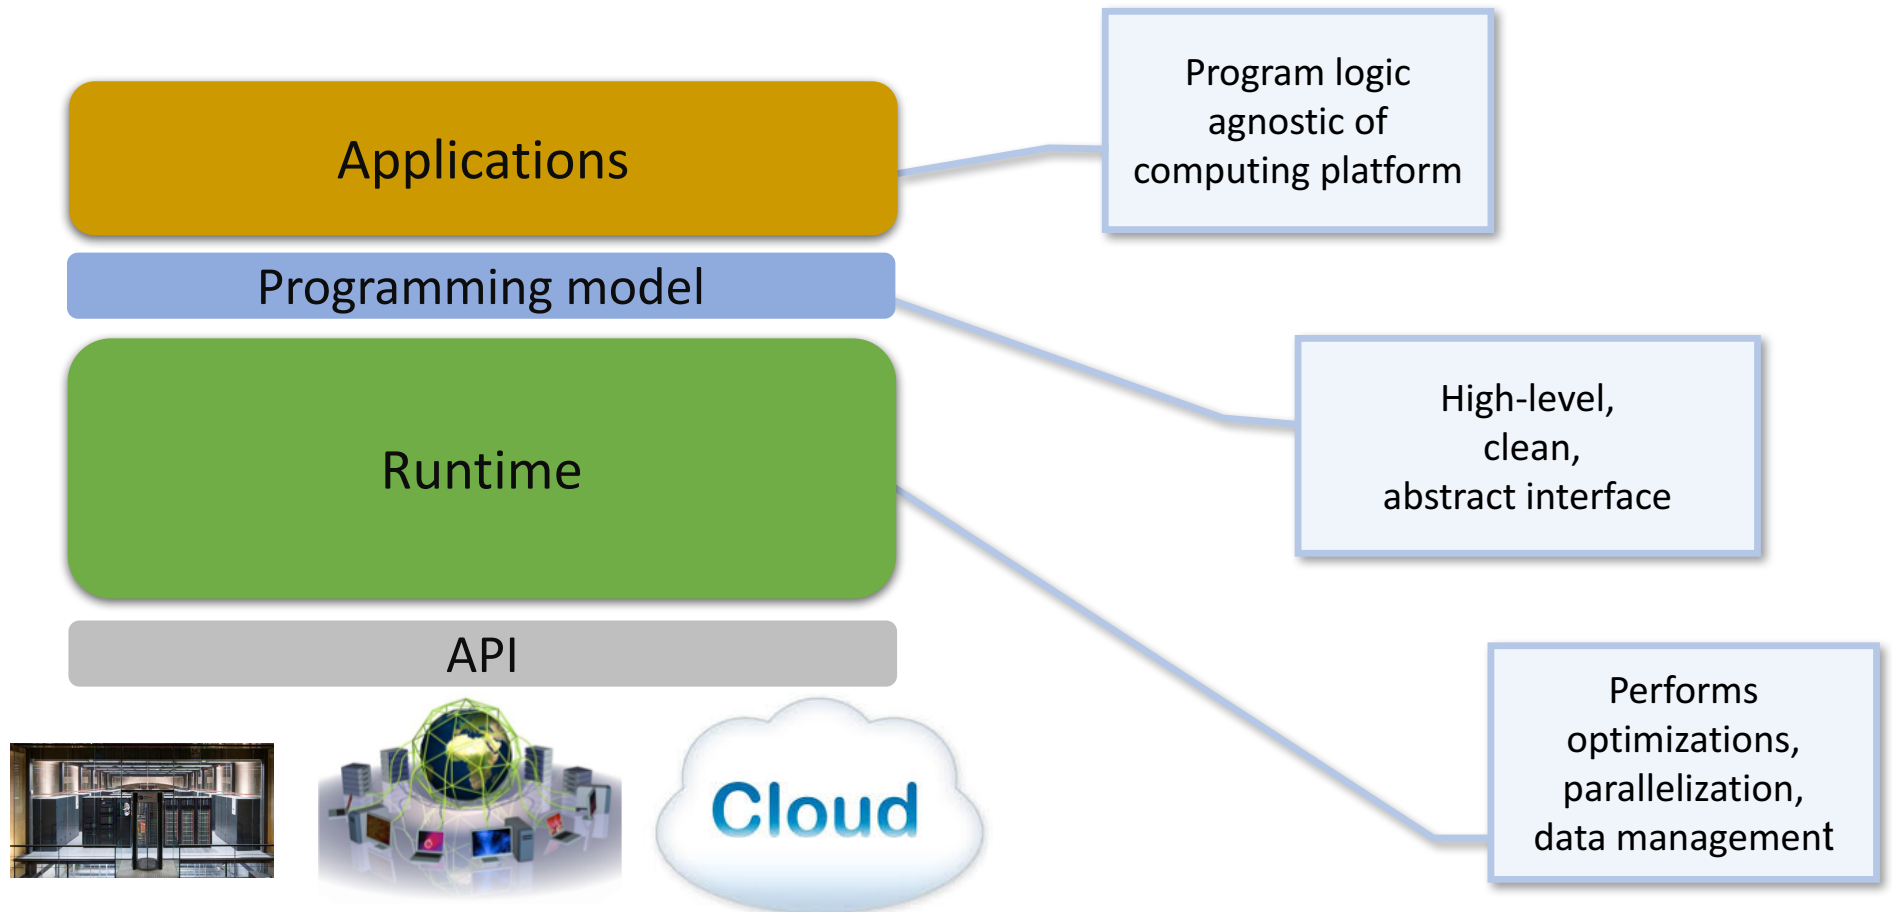 Applications
Program logic
agnostic of
computing platform
Programming model
High-level,
clean,
abstract interface
Runtime
API
Performs
optimizations,
parallelization,
data management
Cloud